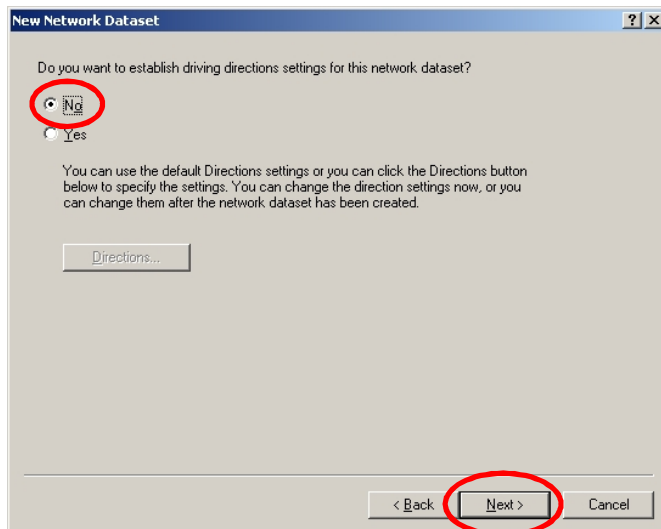 New Network Dataset
Do you want to establish driving directions settings for this network dataset?
No
Yes
You can use the default Directions settings or you can click the Directions button
below to specify the settings. You can change the direction settings now, or you
can change them after the network dataset has been created.
Directions...
< Back Next > Cancel